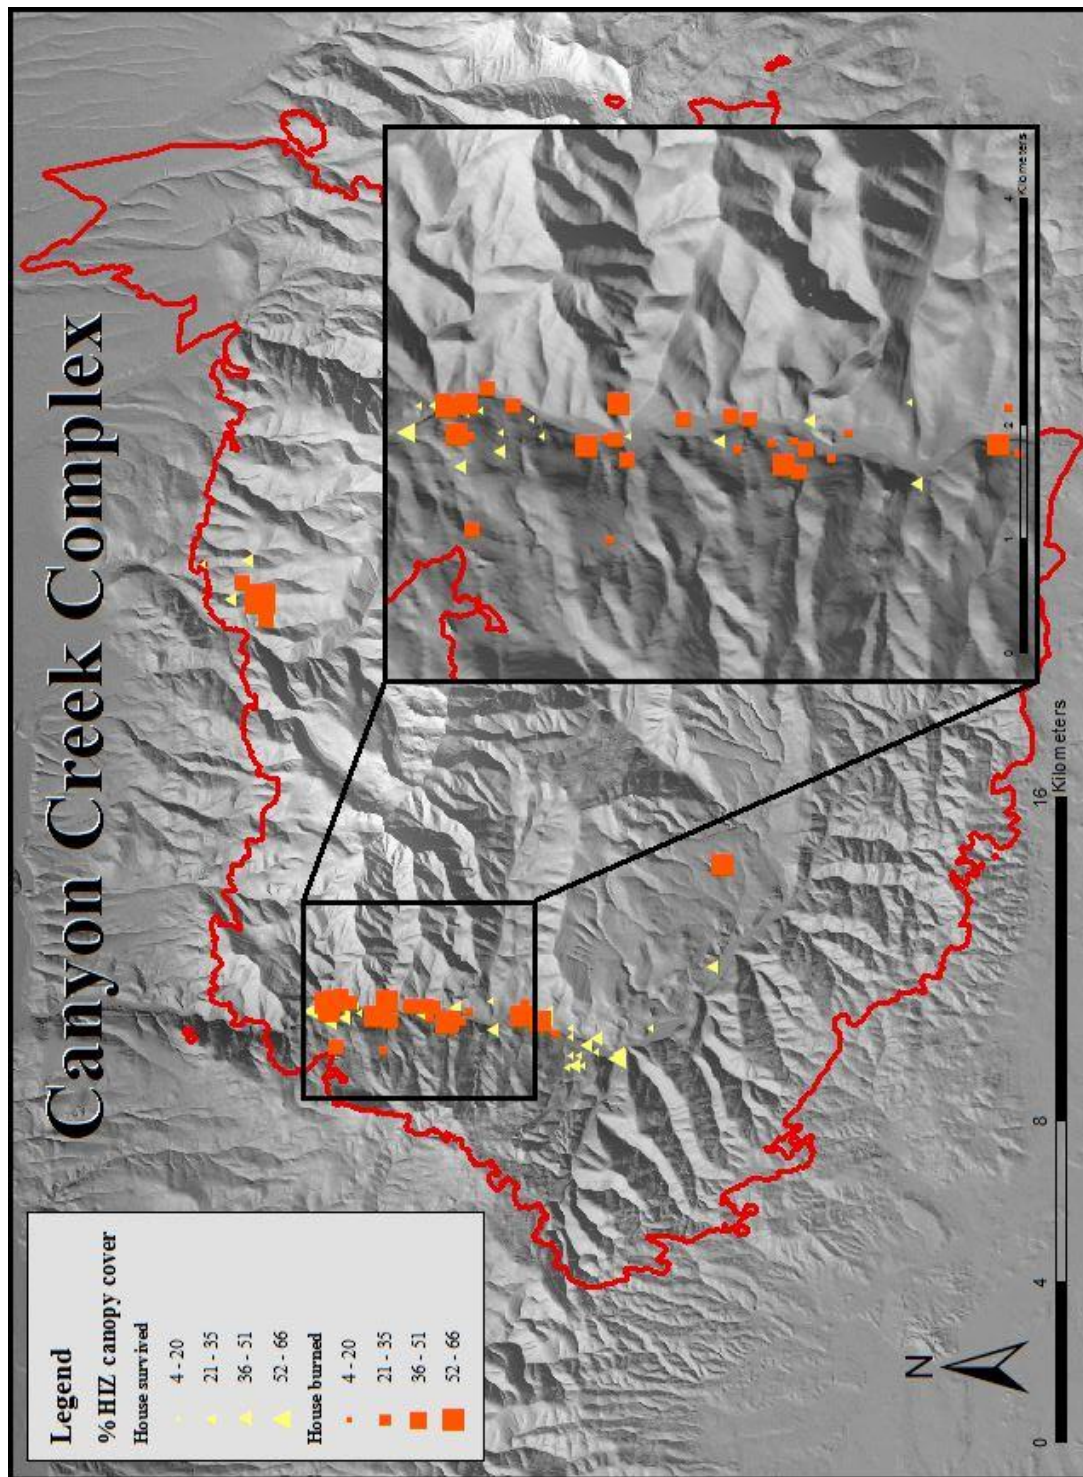 Canyon Creek Complex
Legend
% HIZ canopy cover
House survived
4 - 20
21 - 35
36 - 51
52 - 66
House burned
4 - 20
21 - 35
36 - 51
52 - 66
N
0 4 8 16
Kilometers
0 1 2 4
Kilometers